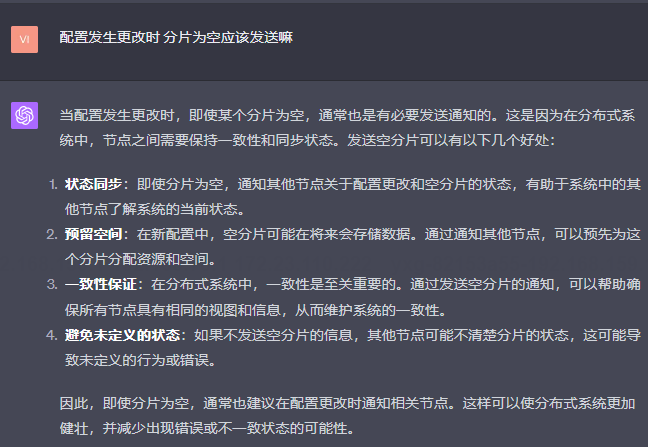 VI
配置发生更改时 分片为空应该发送嘛
当配置发生更改时，即使某个分片为空，通常也是有必要发送通知的。这是因为在分布式系
统中，节点之间需要保持一致性和同步状态。发送空分片可以有以下几个好处：
1. 状态同步：即使分片为空，通知其他节点关于配置更改和空分片的状态，有助于系统中的其
他节点了解系统的当前状态。
2. 预留空间：在新配置中，空分片可能在将来会存储数据。通过通知其他节点，可以预先为这
个分片分配资源和空间。
3. 一致性保证：在分布式系统中，一致性是至关重要的。通过发送空分片的通知，可以帮助确
保所有节点具有相同的视图和信息，从而维护系统的一致性。
4. 避免未定义的状态：如果不发送空分片的信息，其他节点可能不清楚分片的状态，这可能导
致未定义的行为或错误。
因此，即使分片为空，通常也建议在配置更改时通知相关节点。这样可以使分布式系统更加
健壮，并减少出现错误或不一致状态的可能性。